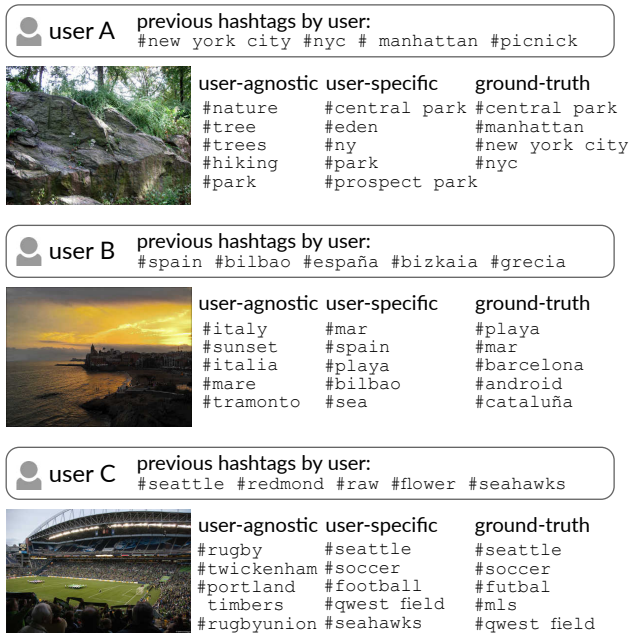 user A
previous hashtags by user:
#new york city #nyc # manhattan #picnick
user-agnostic user-specific ground-truth
#nature #central park #central park
#tree #eden #manhattan
#trees #ny #new york city
#hiking #park #nyc
#park #prospect park
user B
previous hashtags by user:
#spain #bilbao #españa #bizkaia #grecia
user-agnostic user-specific ground-truth
#italy #mar #playa
#sunset #spain #mar
#italia #playa #barcelona
#mare #bilbao #android
#tramonto #sea #cataluña
user C
previous hashtags by user:
#seattle #redmond #raw #flower #seahawks
user-agnostic user-specific ground-truth
#rugby #seattle #seattle
#twickenham #soccer #soccer
#portland #football #futbal
timbers #qwest field #mls
#rugbyunion #seahawks #qwest field